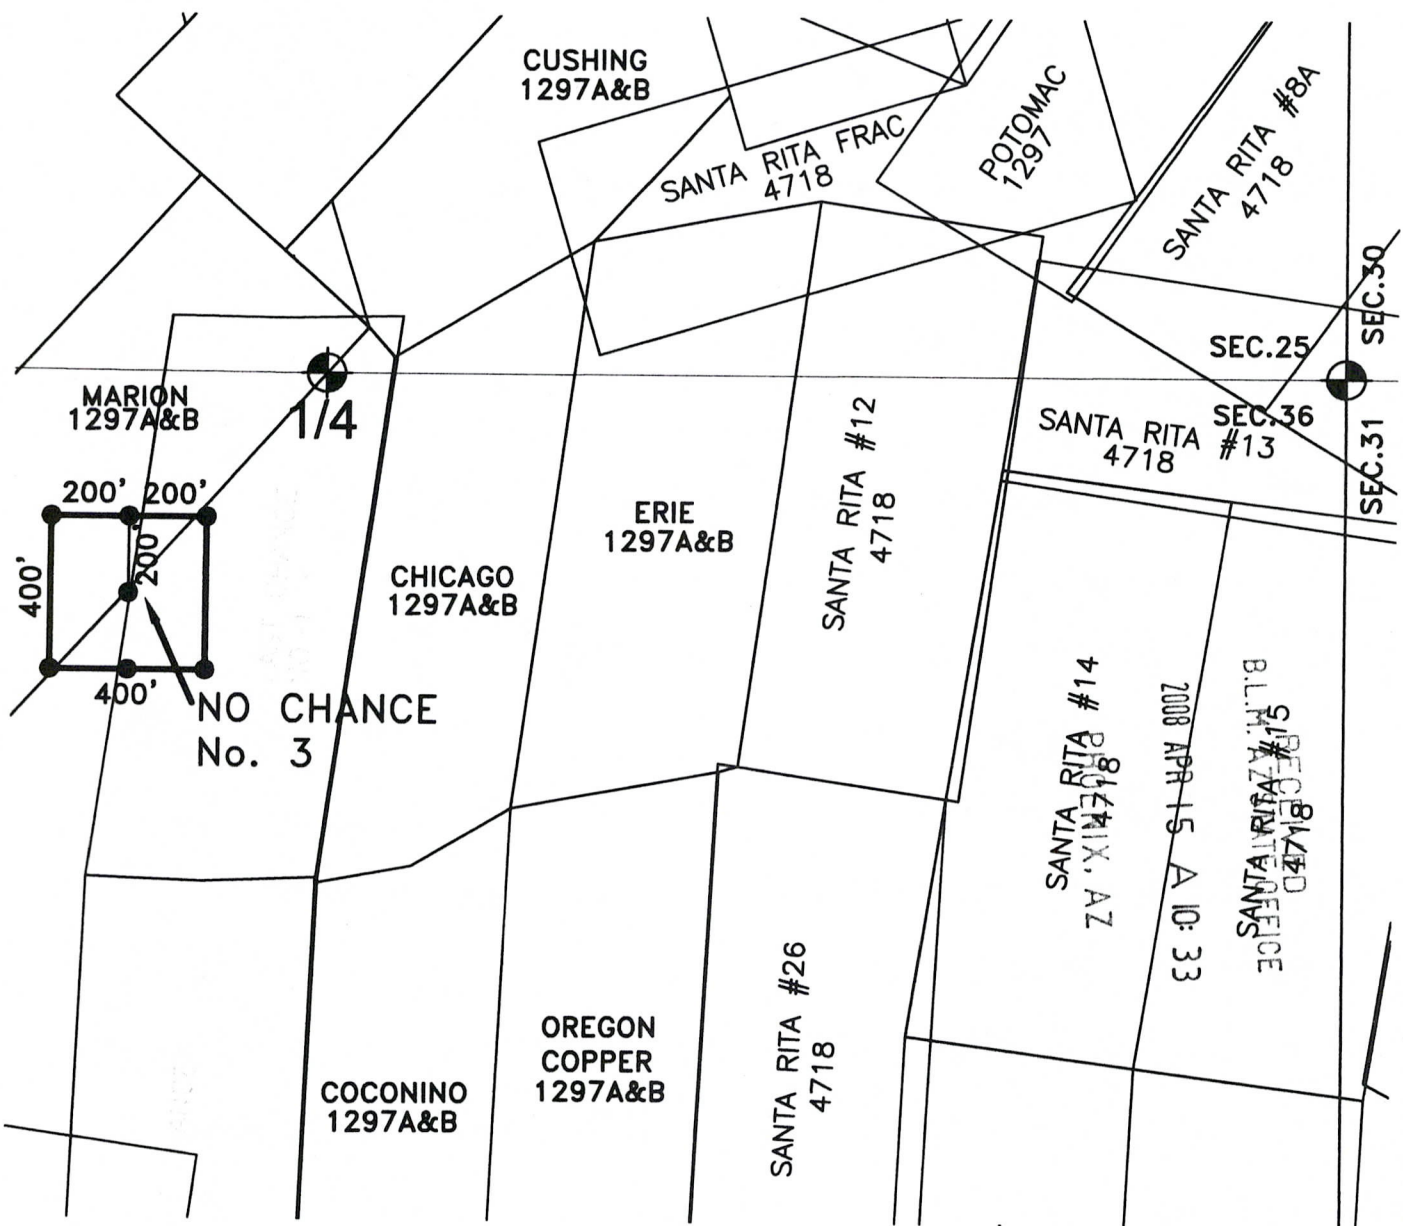 CUSHING
1297A&B
SANTA RITA FRAC
4718
POTOMAC
1297
SANTA RITA #8A
4718
SEC.30
SEC.25
MARION
1297A&B
1/4
SANTA RITA #13
4718
SEC.36
SEC.31
SANTA RITA #12
4718
200' 200'
200'
400'
400'
ERIE
1297A&B
CHICAGO
1297A&B
NO CHANCE
No. 3
SANTA RITA #14
4718
SANTA RITA #15
4718
RECEIVED
B.L.M. AZ STATE OFFICE
2008 APR 15 A 10:33
PHOENIX, AZ
SANTA RITA #26
4718
OREGON
COPPER
1297A&B
COCONINO
1297A&B